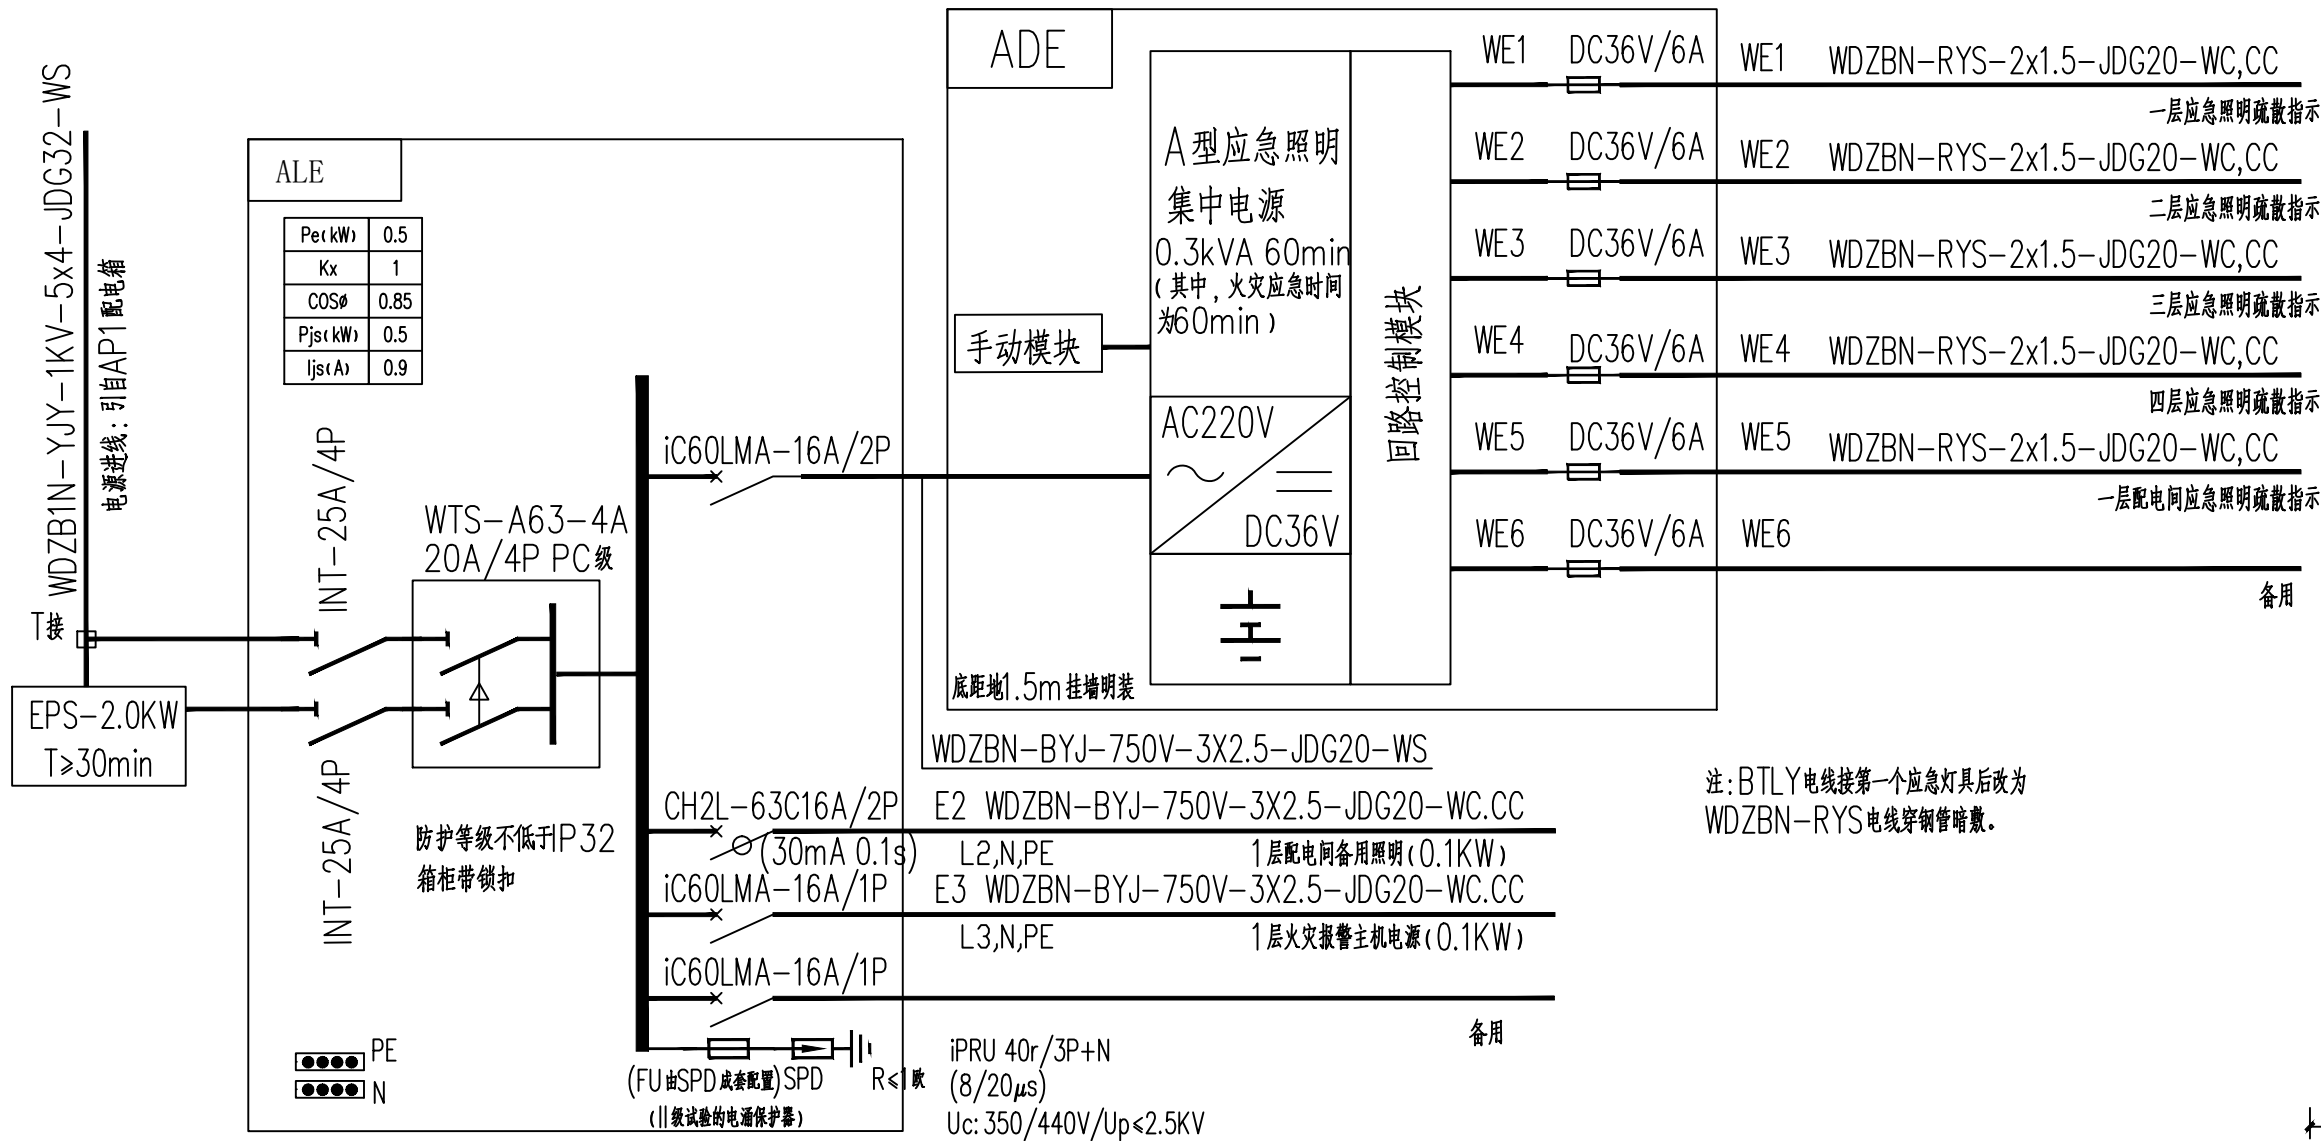 WDZB1N-YJY-1KV-5x4-JDG32-WS
电源进线:引自AP1配电箱
T接
EPS-2.0KW
T≥30min
ALE
Pe(kW) 0.5
Kx 1
COSø 0.85
Pjs(kW) 0.5
Ijs(A) 0.9
INT-25A/4P
INT-25A/4P
WTS-A63-4A
20A/4P PC级
防护等级不低于IP32
箱柜带锁扣
PE
N
iC60LMA-16A/2P
CH2L-63C16A/2P
(30mA 0.1s)
iC60LMA-16A/1P
iC60LMA-16A/1P
(FU由SPD成套配置) SPD
R≤1欧
(II级试验的电涌保护器)
ADE
A型应急照明
集中电源
0.3kVA 60min
(其中,火灾应急时间
为60min)
手动模块
回路控制模块
AC220V
DC36V
底距地1.5m挂墙明装
WE1 DC36V/6A WE1 WDZBN-RYS-2x1.5-JDG20-WC,CC
一层应急照明疏散指示
WE2 DC36V/6A WE2 WDZBN-RYS-2x1.5-JDG20-WC,CC
二层应急照明疏散指示
WE3 DC36V/6A WE3 WDZBN-RYS-2x1.5-JDG20-WC,CC
三层应急照明疏散指示
WE4 DC36V/6A WE4 WDZBN-RYS-2x1.5-JDG20-WC,CC
四层应急照明疏散指示
WE5 DC36V/6A WE5 WDZBN-RYS-2x1.5-JDG20-WC,CC
一层配电间应急照明疏散指示
WE6 DC36V/6A WE6
备用
WDZBN-BYJ-750V-3X2.5-JDG20-WS
E2 WDZBN-BYJ-750V-3X2.5-JDG20-WC.CC
L2,N,PE 1层配电间备用照明(0.1KW)
E3 WDZBN-BYJ-750V-3X2.5-JDG20-WC.CC
L3,N,PE 1层火灾报警主机电源(0.1KW)
备用
iPRU 40r/3P+N
(8/20μs)
Uc:350/440V/Up≤2.5KV
注:BTLY电线接第一个应急灯具后改为
WDZBN-RYS电线穿钢管暗敷。